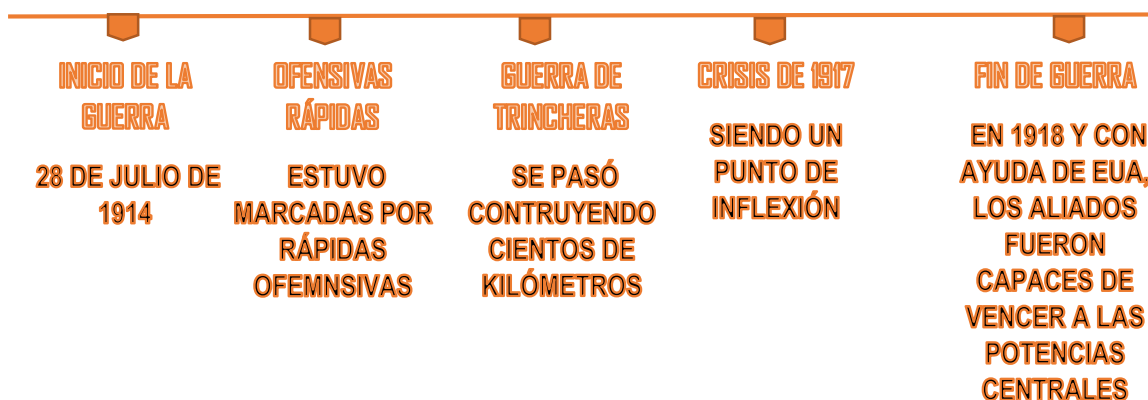 INICIO DE LA
GUERRA
28 DE JULIO DE
1914
OFENSIVAS
RÁPIDAS
ESTUVO
MARCADAS POR
RÁPIDAS
OFEMNSIVAS
GUERRA DE
TRINCHERAS
SE PASÓ
CONTRUYENDO
CIENTOS DE
KILÓMETROS
CRISIS DE 1917
SIENDO UN
PUNTO DE
INFLEXIÓN
FIN DE GUERRA
EN 1918 Y CON
AYUDA DE EUA,
LOS ALIADOS
FUERON
CAPACES DE
VENCER A LAS
POTENCIAS
CENTRALES